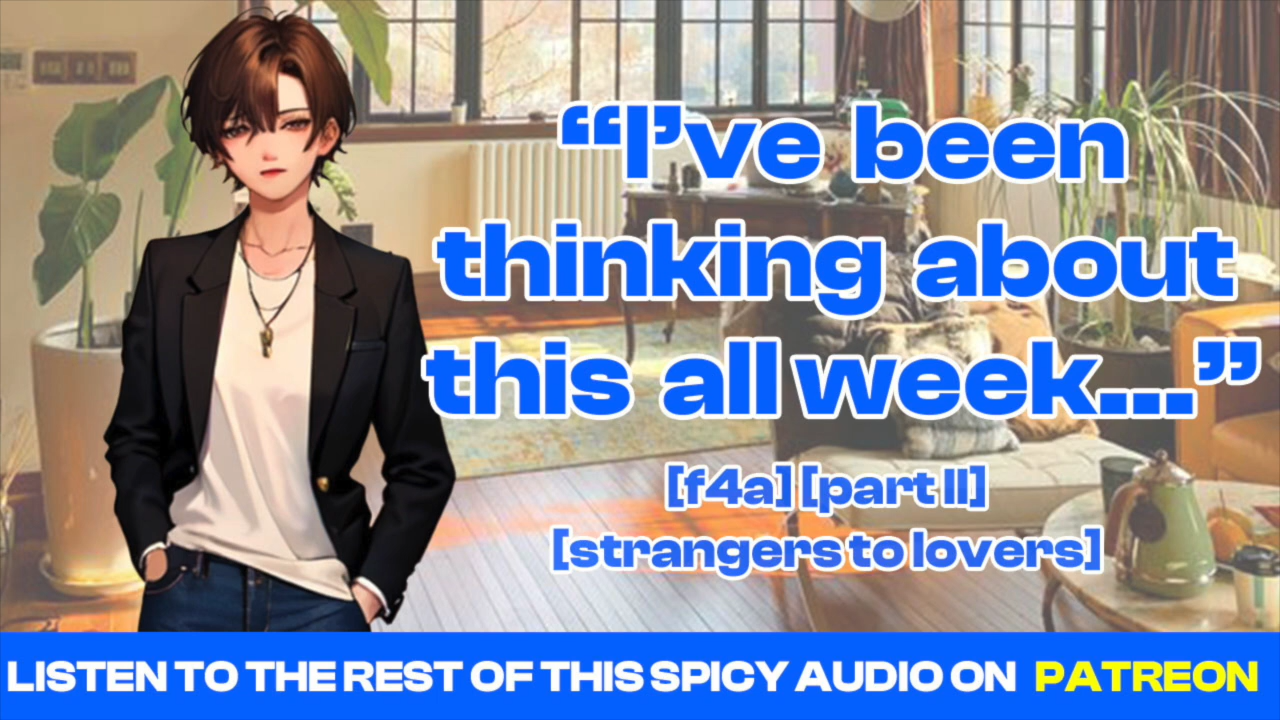 “I’ve been
thinking about
this all week...”
[f4a] [part II]
[strangers to lovers]
LISTEN TO THE REST OF THIS SPICY AUDIO ON PATREON